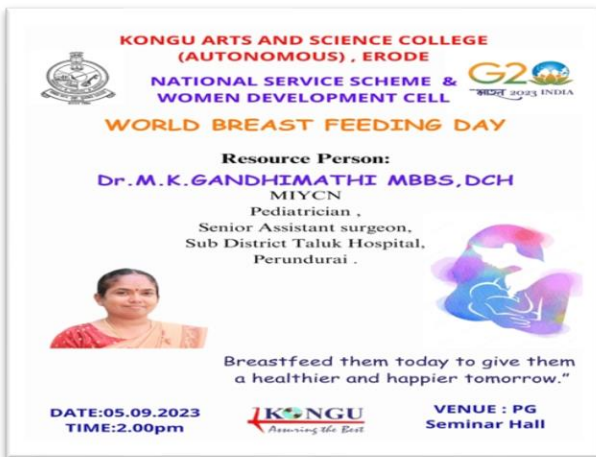 KONGU ARTS AND SCIENCE COLLEGE
(AUTONOMOUS) , ERODE
NATIONAL SERVICE SCHEME &
WOMEN DEVELOPMENT CELL
G20
भारत 2023 INDIA
WORLD BREAST FEEDING DAY
Resource Person:
Dr.M.K.GANDHIMATHI MBBS,DCH
MIYCN
Pediatrician ,
Senior Assistant surgeon,
Sub District Taluk Hospital,
Perundurai .
Breastfeed them today to give them
a healthier and happier tomorrow.”
DATE:05.09.2023
TIME:2.00pm
KONGU
Assuring the Best
VENUE : PG
Seminar Hall